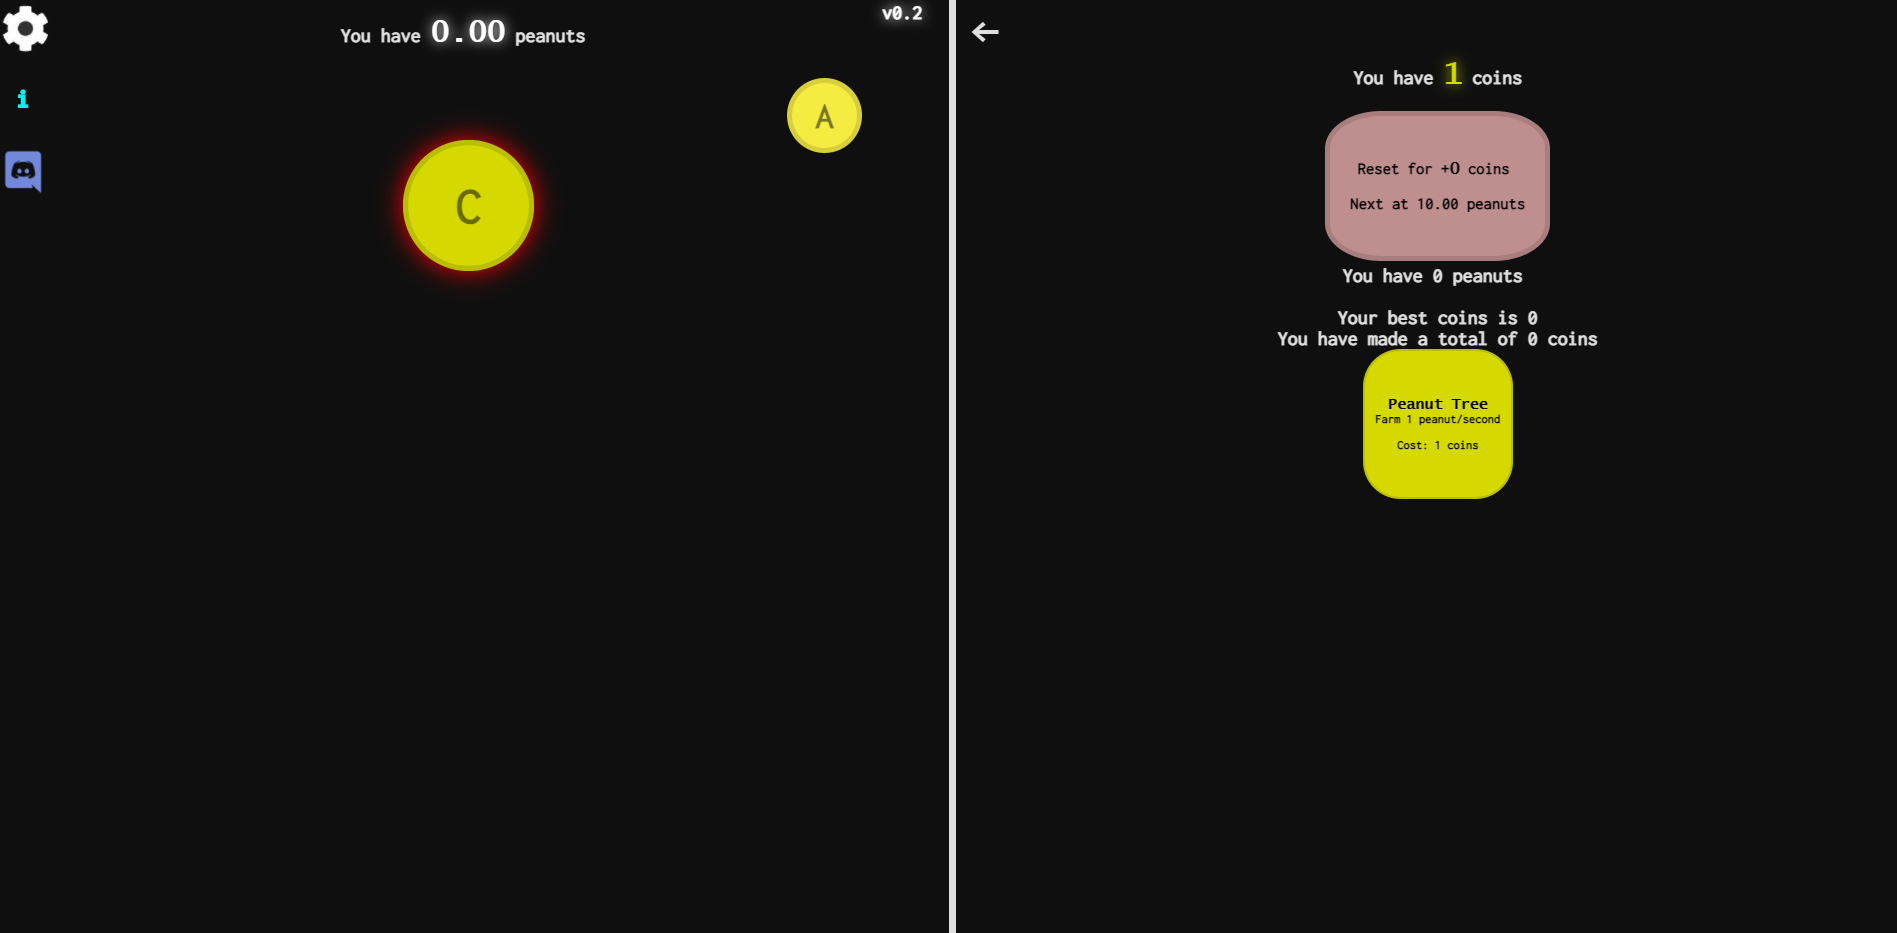 You have 0.00 peanuts
v0.2
i
A
C
You have 1 coins
Reset for +0 coins
Next at 10.00 peanuts
You have 0 peanuts
Your best coins is 0
You have made a total of 0 coins
Peanut Tree
Farm 1 peanut/second
Cost: 1 coins